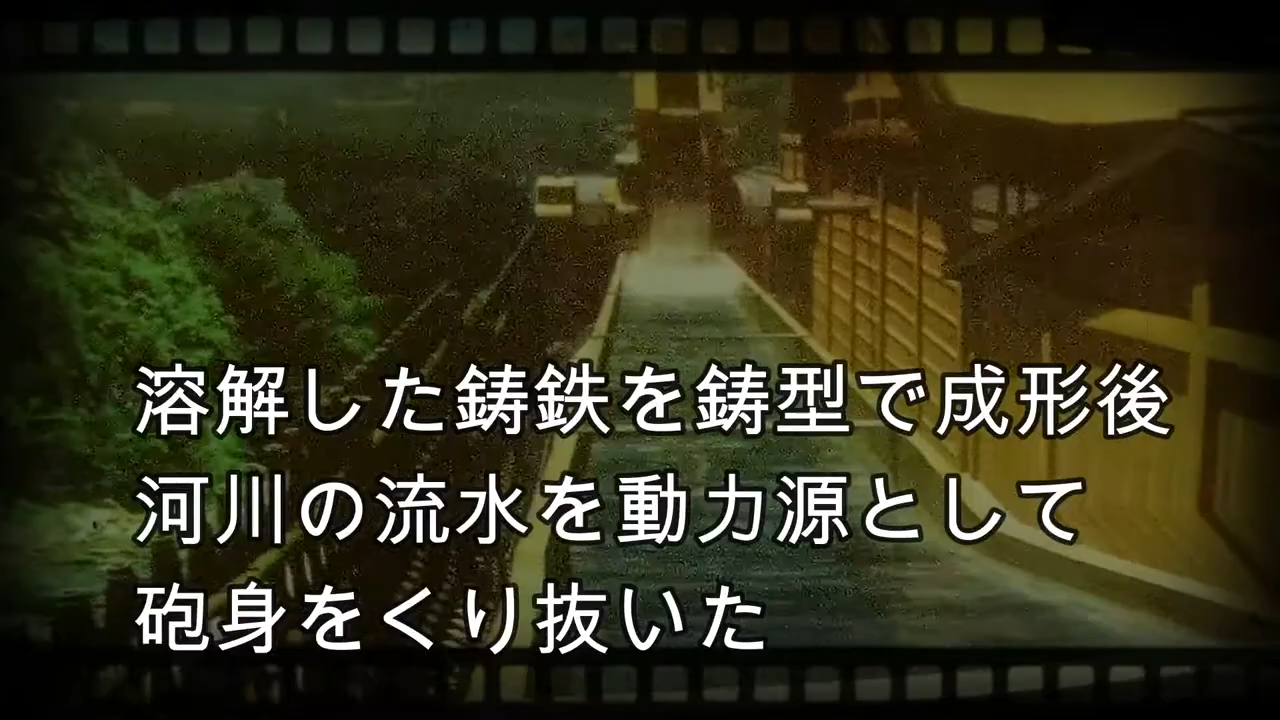 溶解した鋳鉄を鋳型で成形後
河川の流水を動力源として
砲身をくり抜いた